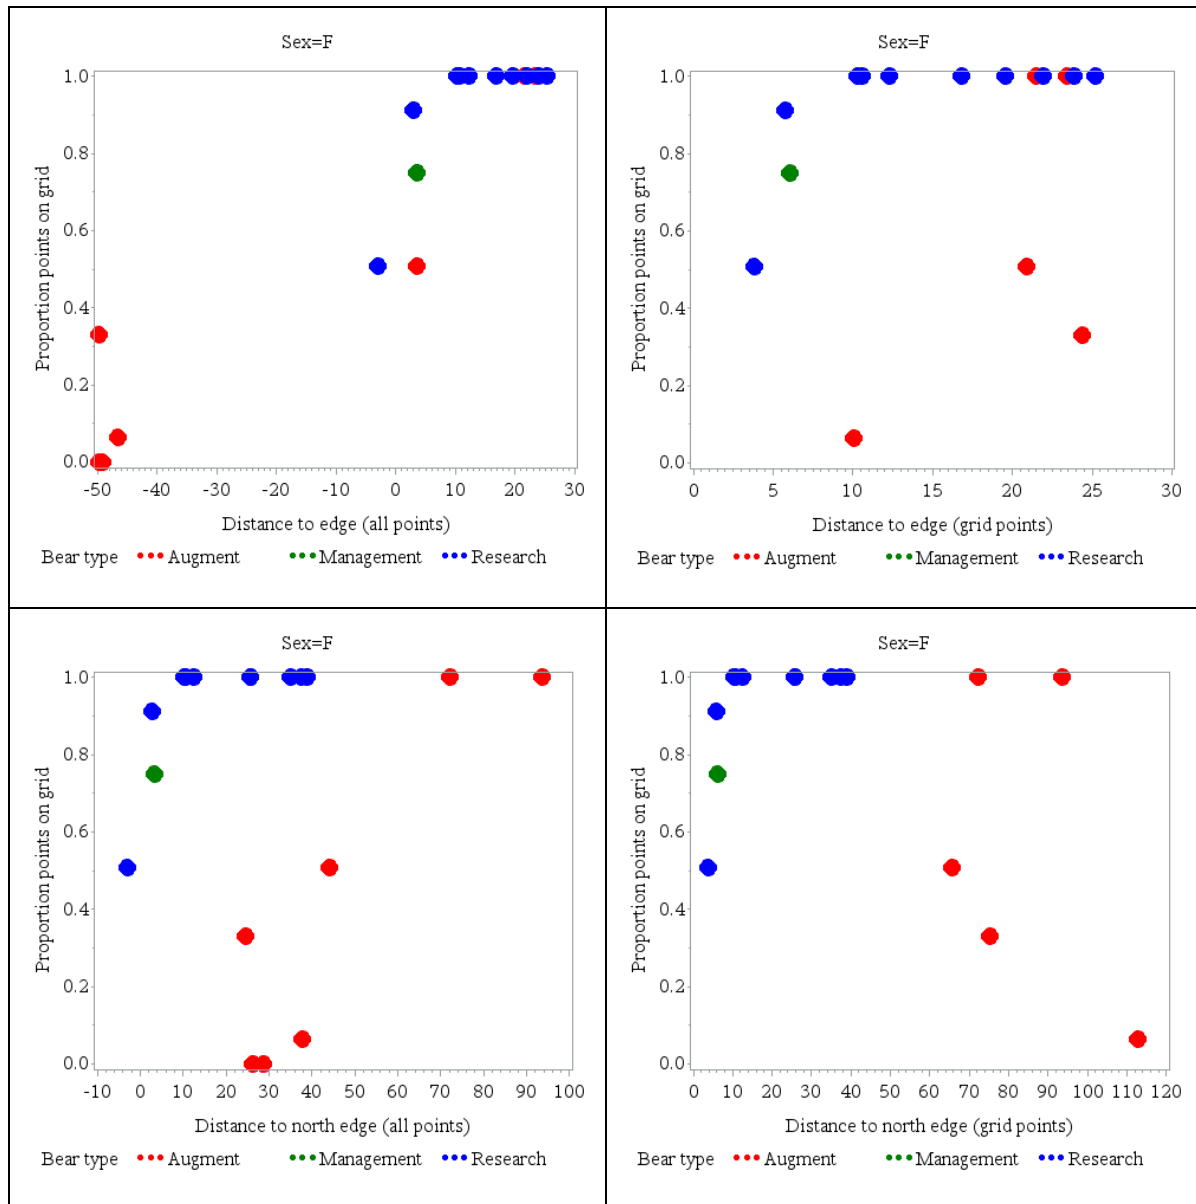 Sex=F
Proportion points on grid
1.0
0.8
0.6
0.4
0.2
0.0
-50 -40 -30 -20 -10 0 10 20 30
Distance to edge (all points)
Bear type Augment Management Research
Sex=F
Proportion points on grid
1.0
0.8
0.6
0.4
0.2
0.0
0 5 10 15 20 25 30
Distance to edge (grid points)
Bear type Augment Management Research
Sex=F
Proportion points on grid
1.0
0.8
0.6
0.4
0.2
0.0
-10 0 10 20 30 40 50 60 70 80 90 100
Distance to north edge (all points)
Bear type Augment Management Research
Sex=F
Proportion points on grid
1.0
0.8
0.6
0.4
0.2
0.0
0 10 20 30 40 50 60 70 80 90 100 110 120
Distance to north edge (grid points)
Bear type Augment Management Research